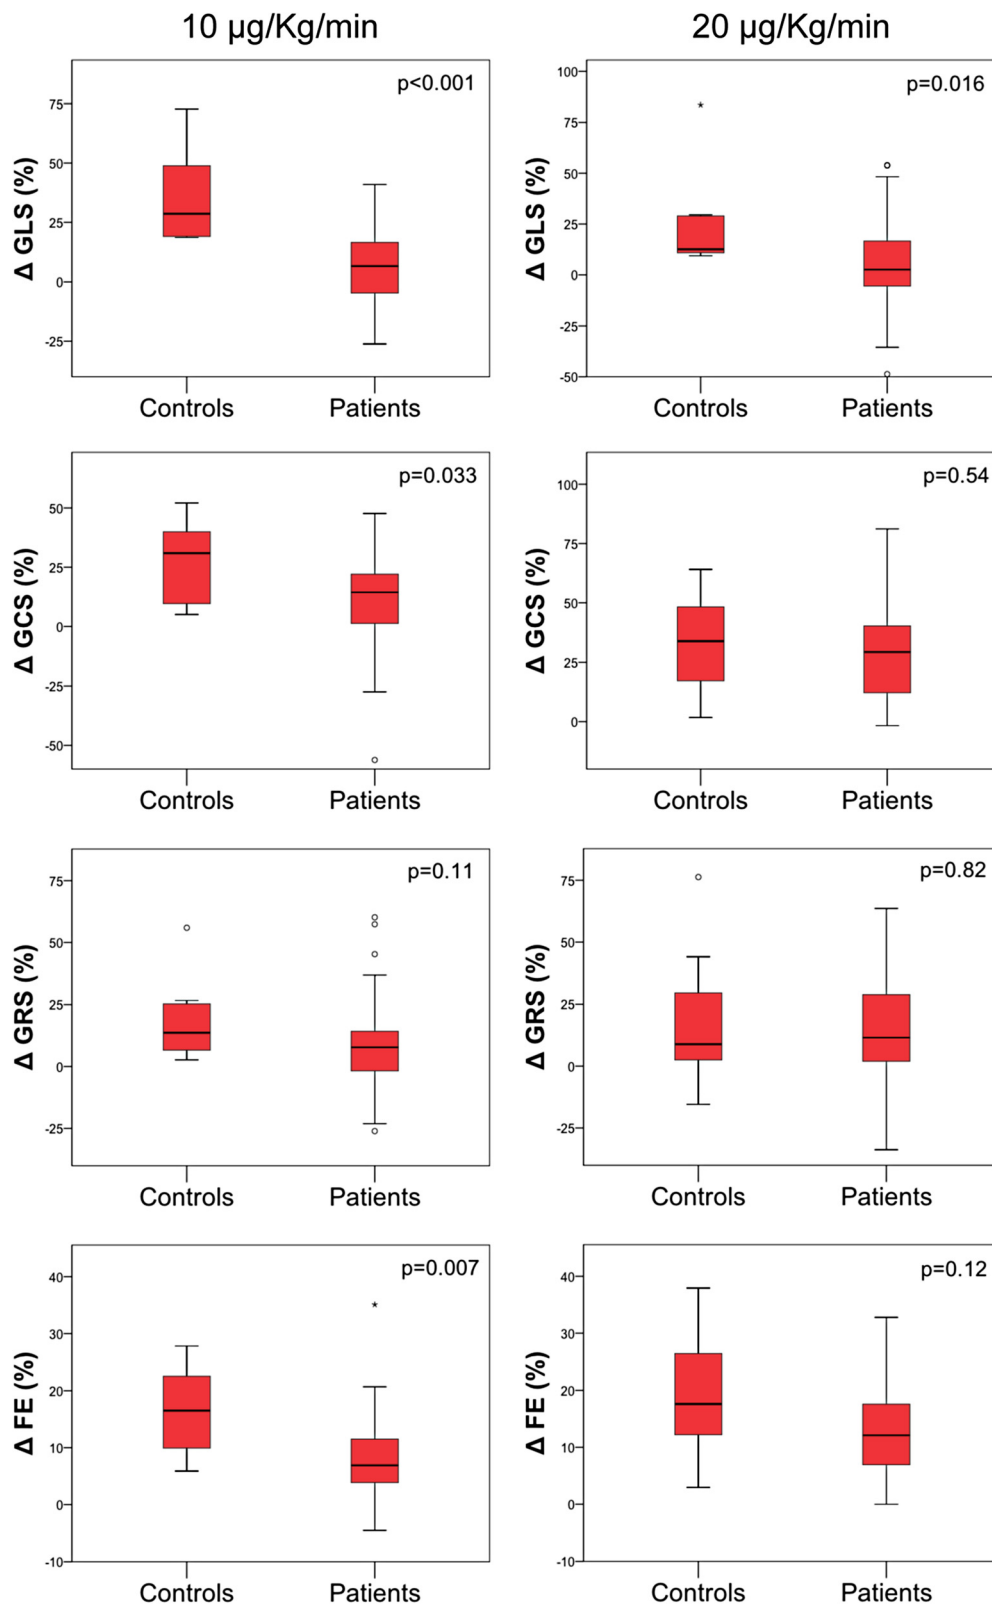 10 µg/Kg/min
20 µg/Kg/min
p<0.001
Δ GLS (%)
75
50
25
0
-25
Controls
Patients
p=0.016
Δ GLS (%)
100
75
50
25
0
-25
-50
Controls
Patients
p=0.033
Δ GCS (%)
50
25
0
-25
-50
Controls
Patients
p=0.54
Δ GCS (%)
100
75
50
25
0
Controls
Patients
p=0.11
Δ GRS (%)
75
50
25
0
-25
Controls
Patients
p=0.82
Δ GRS (%)
75
50
25
0
-25
Controls
Patients
p=0.007
Δ FE (%)
40
30
20
10
0
-10
Controls
Patients
p=0.12
Δ FE (%)
40
30
20
10
0
-10
Controls
Patients